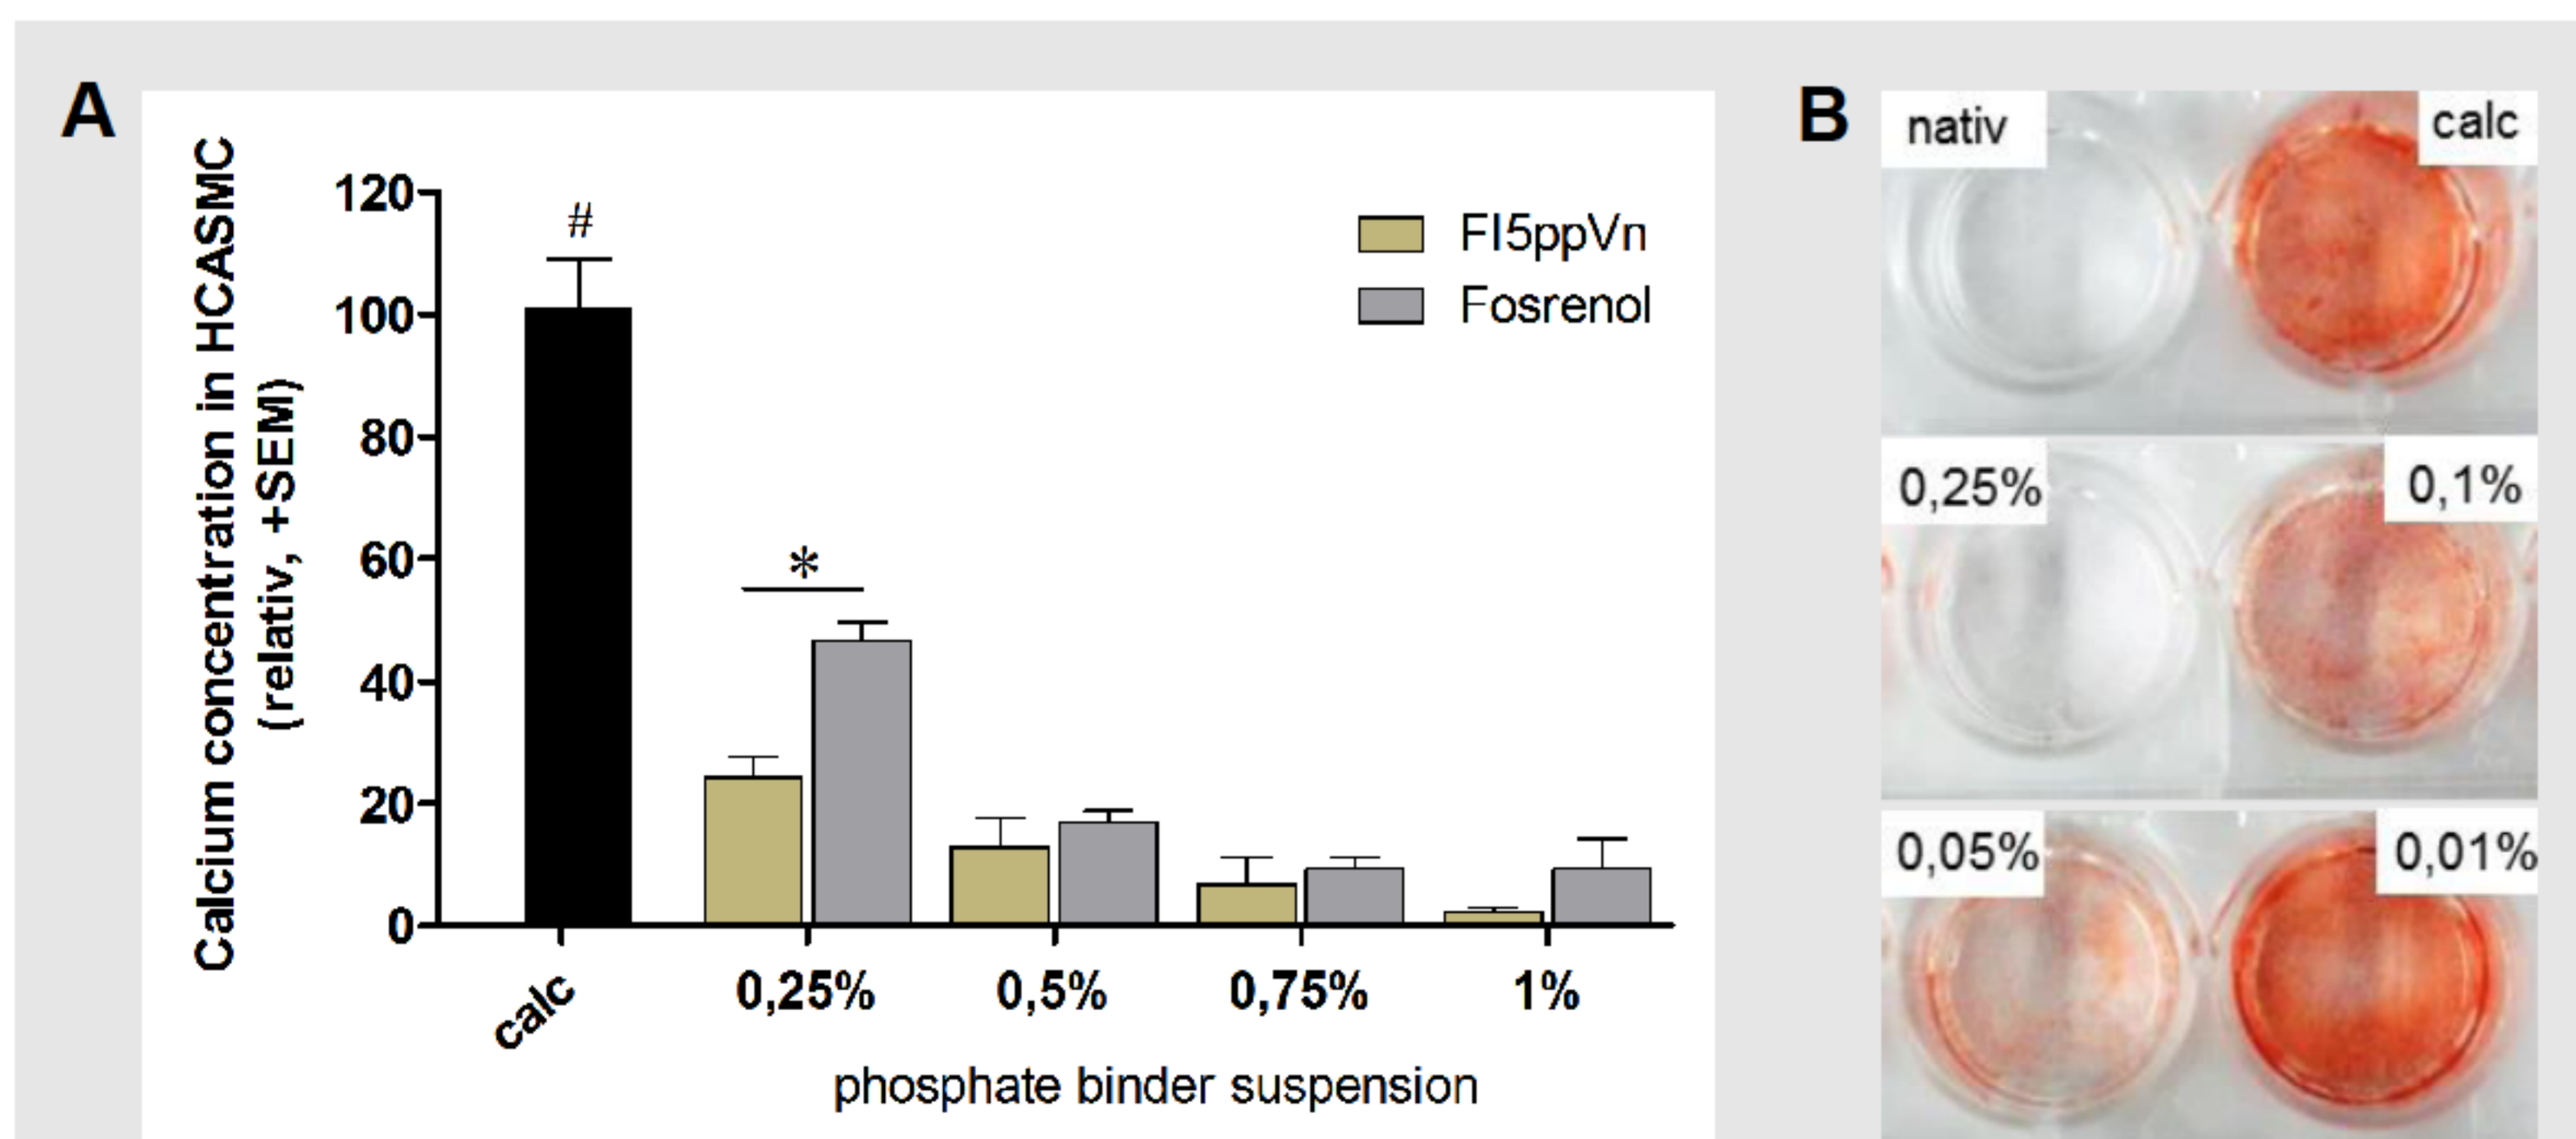 A
Calcium concentration in HCASMC
(relativ, +SEM)
120
100
80
60
40
20
0
#
*
FI5ppVn
Fosrenol
calc
0,25%
0,5%
0,75%
1%
phosphate binder suspension
B
nativ
calc
0,25%
0,1%
0,05%
0,01%